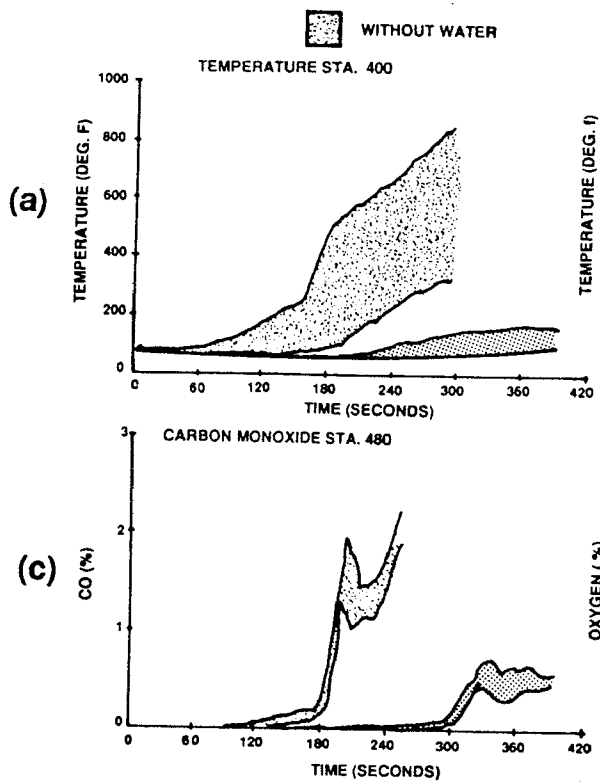 WITHOUT WATER
TEMPERATURE STA. 400
(a)
TEMPERATURE (DEG. F)
1000
800
600
400
200
0
0 60 120 180 240 300 360 420
TIME (SECONDS)
TEMPERATURE (DEG. f)
CARBON MONOXIDE STA. 480
(c)
CO (%)
3
2
1
0
0 60 120 180 240 300 360 420
TIME (SECONDS)
OXYGEN (%)